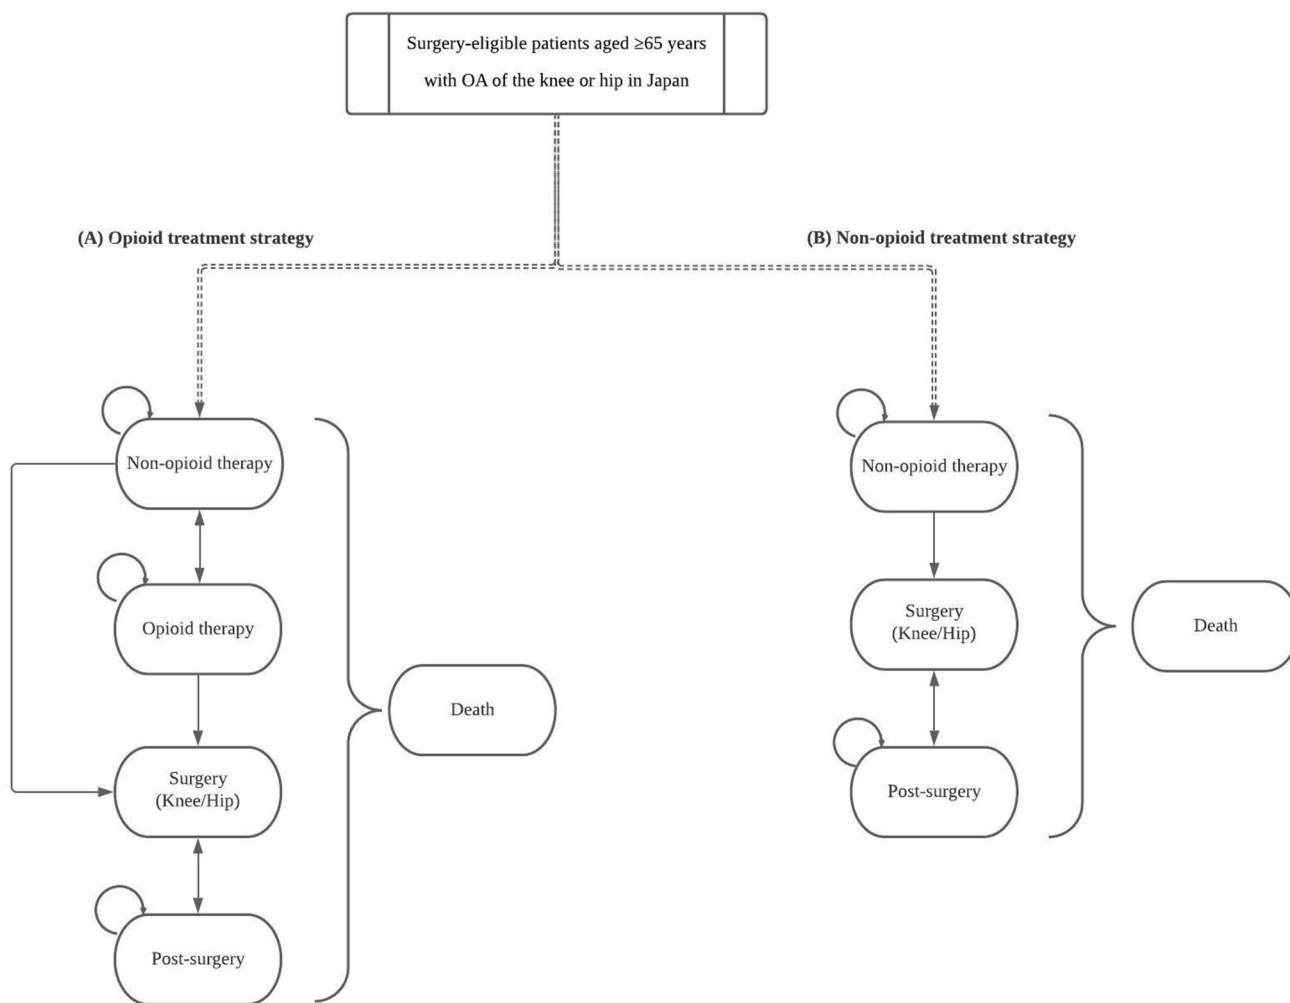 Surgery-eligible patients aged ≥65 years
with OA of the knee or hip in Japan
(A) Opioid treatment strategy
(B) Non-opioid treatment strategy
Non-opioid therapy
Opioid therapy
Surgery
(Knee/Hip)
Post-surgery
Death
Non-opioid therapy
Surgery
(Knee/Hip)
Post-surgery
Death